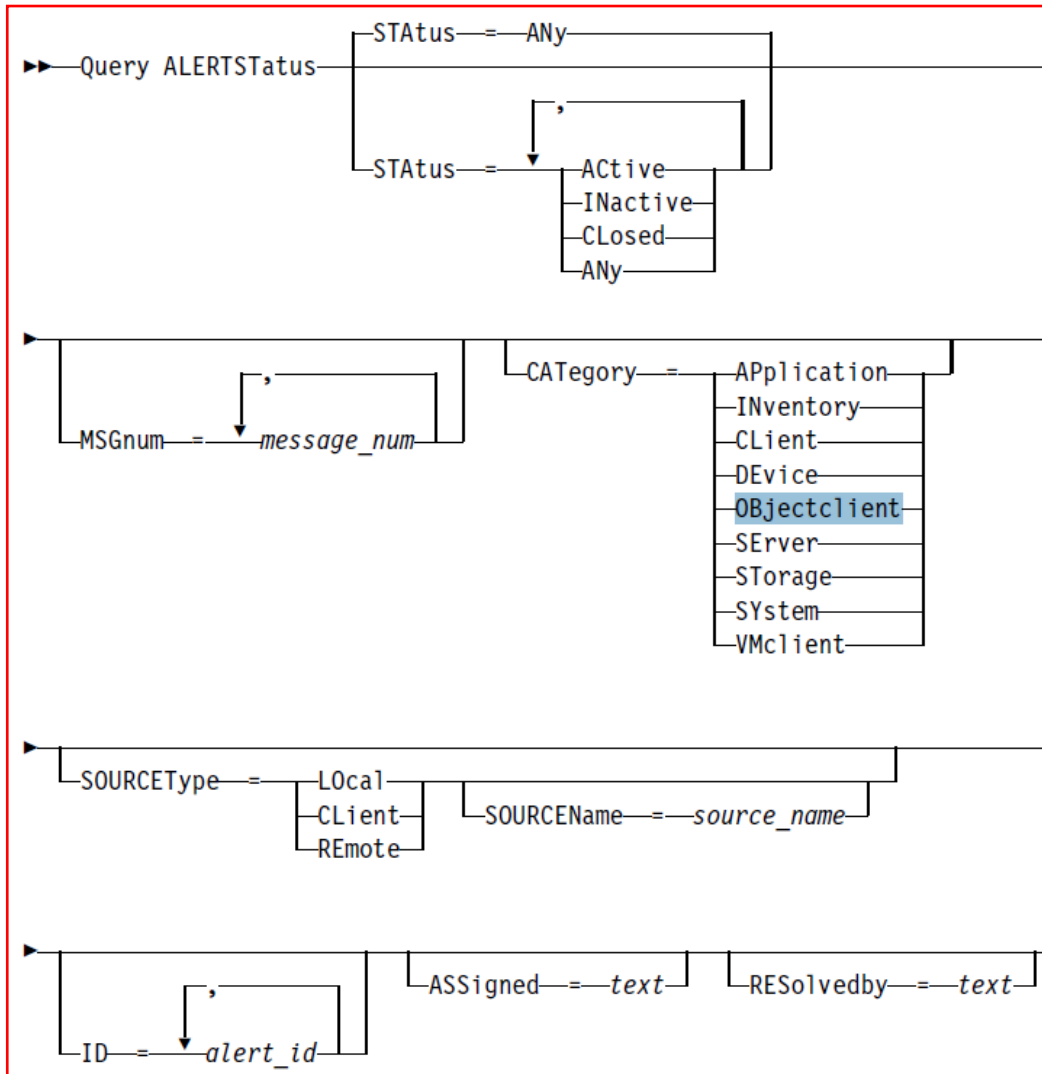 STAtus = ANy
Query ALERTSTatus
,
STAtus = ACtive
INactive
CLosed
ANy
,
MSGnum = message_num
CATegory = APplication
INventory
CLient
DEvice
OBjectclient
SErver
STorage
SYstem
VMclient
SOURCEType = LOcal
CLient
REmote
SOURCEName = source_name
,
ID = alert_id
ASSigned = text
RESolvedby = text